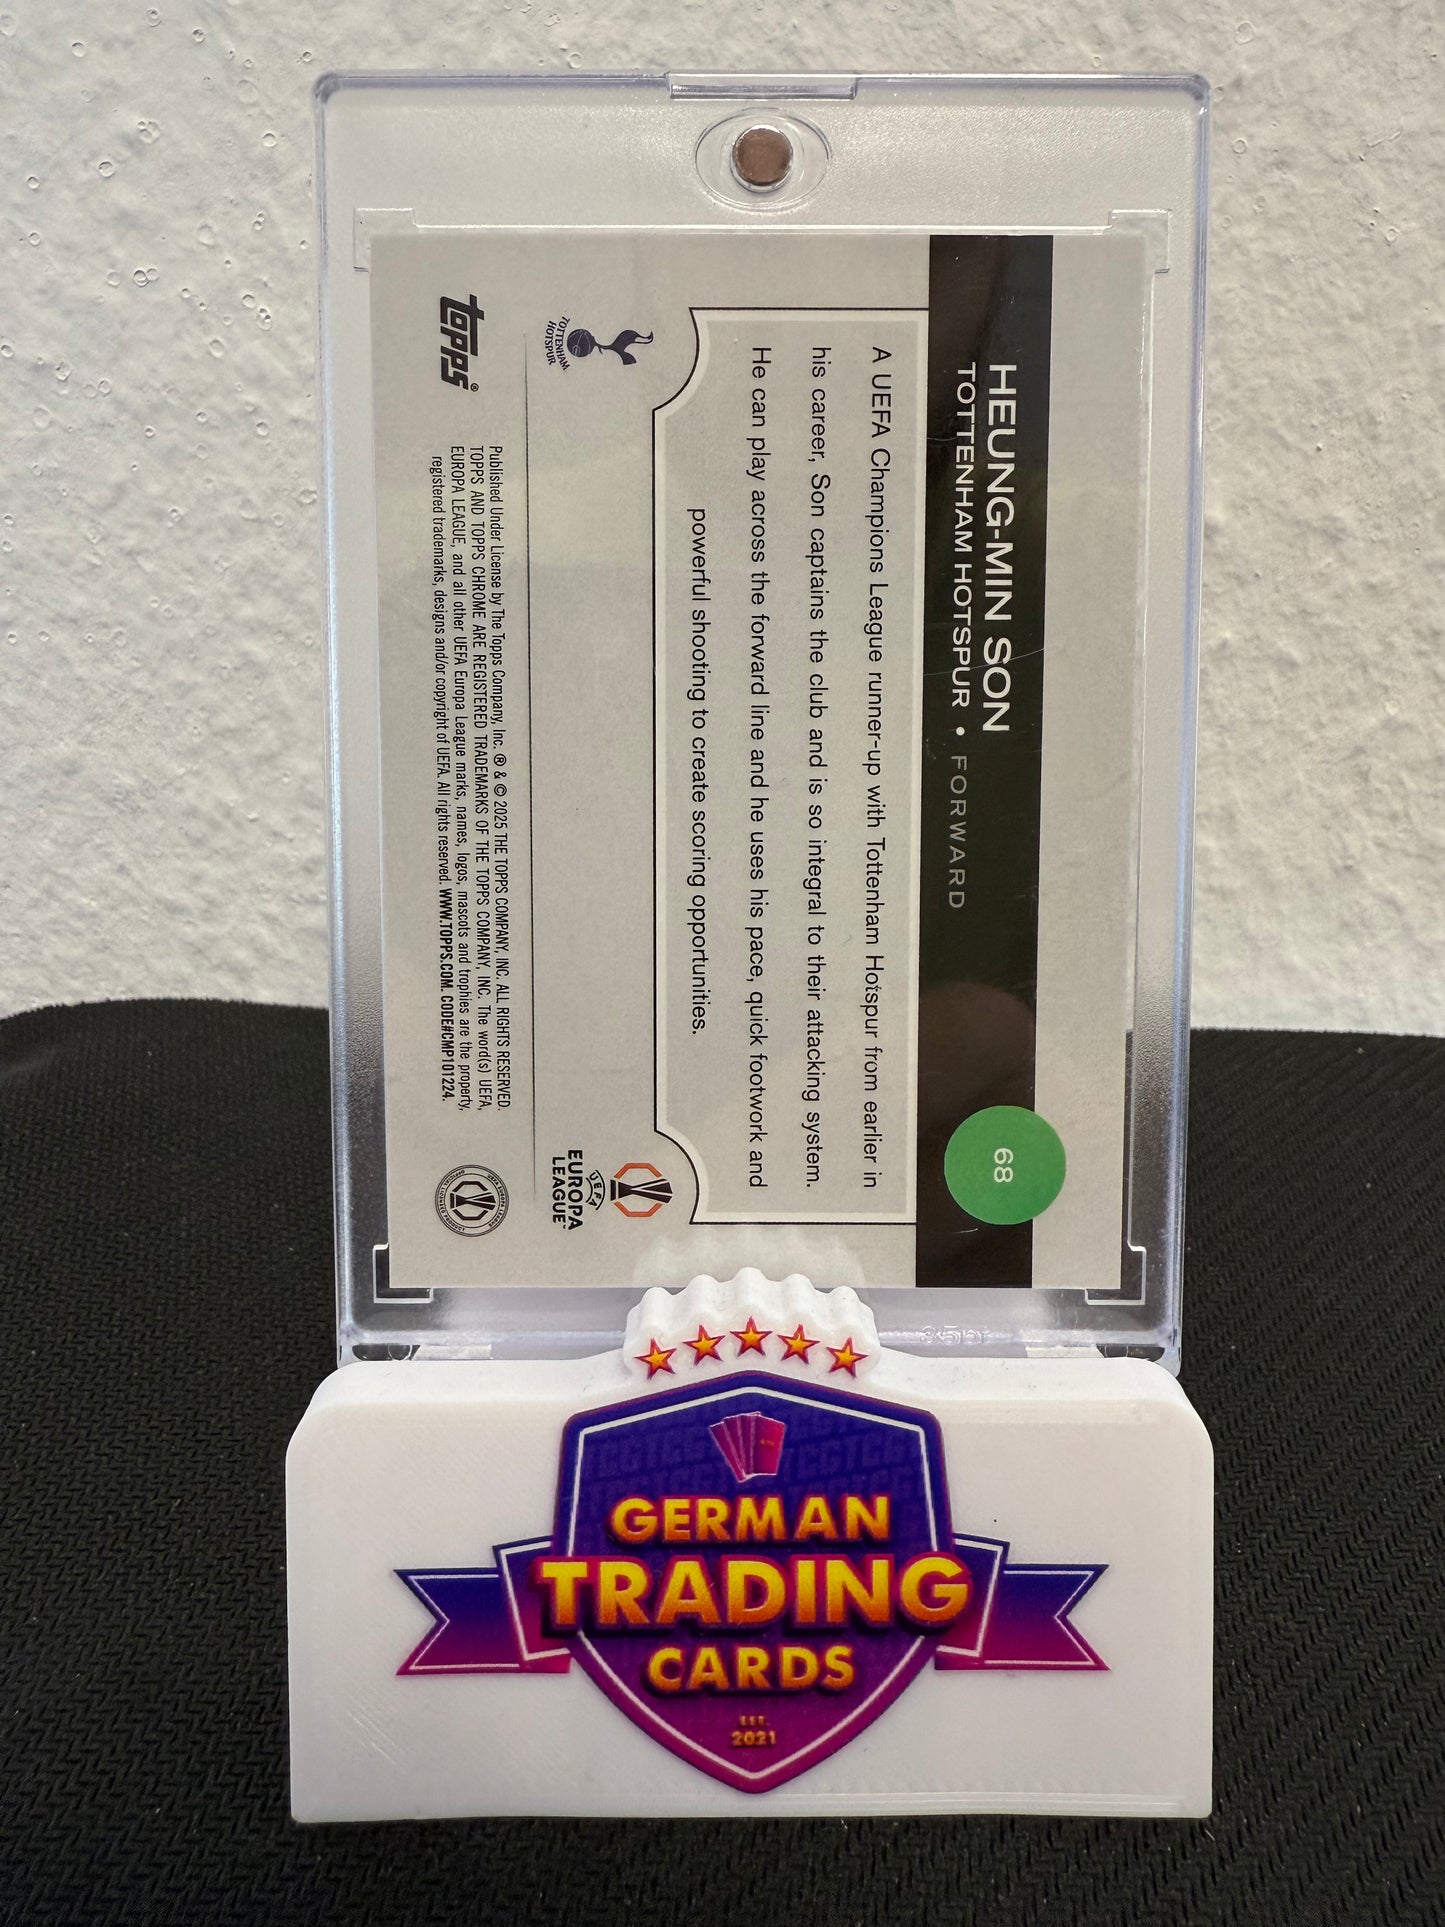 HEUNG-MIN SON
TOTTENHAM HOTSPUR • FORWARD
68
A UEFA Champions League runner-up with Tottenham Hotspur from earlier in
his career, Son captains the club and is so integral to their attacking system.
He can play across the forward line and he uses his pace, quick footwork and
powerful shooting to create scoring opportunities.
TOTTENHAM
HOTSPUR
UEFA
EUROPA
LEAGUE™
topps®
Published Under License by The Topps Company, Inc. ® & © 2025 THE TOPPS COMPANY, INC. ALL RIGHTS RESERVED.
TOPPS AND TOPPS CHROME ARE REGISTERED TRADEMARKS OF THE TOPPS COMPANY, INC. The word(s) UEFA,
EUROPA LEAGUE, and all other UEFA Europa League marks, names, logos, mascots and trophies are the property,
registered trademarks, designs and/or copyright of UEFA. All rights reserved. WWW.TOPPS.COM. CODE#CMP101224.
35pt
GERMAN
TRADING
CARDS
EST.
2021